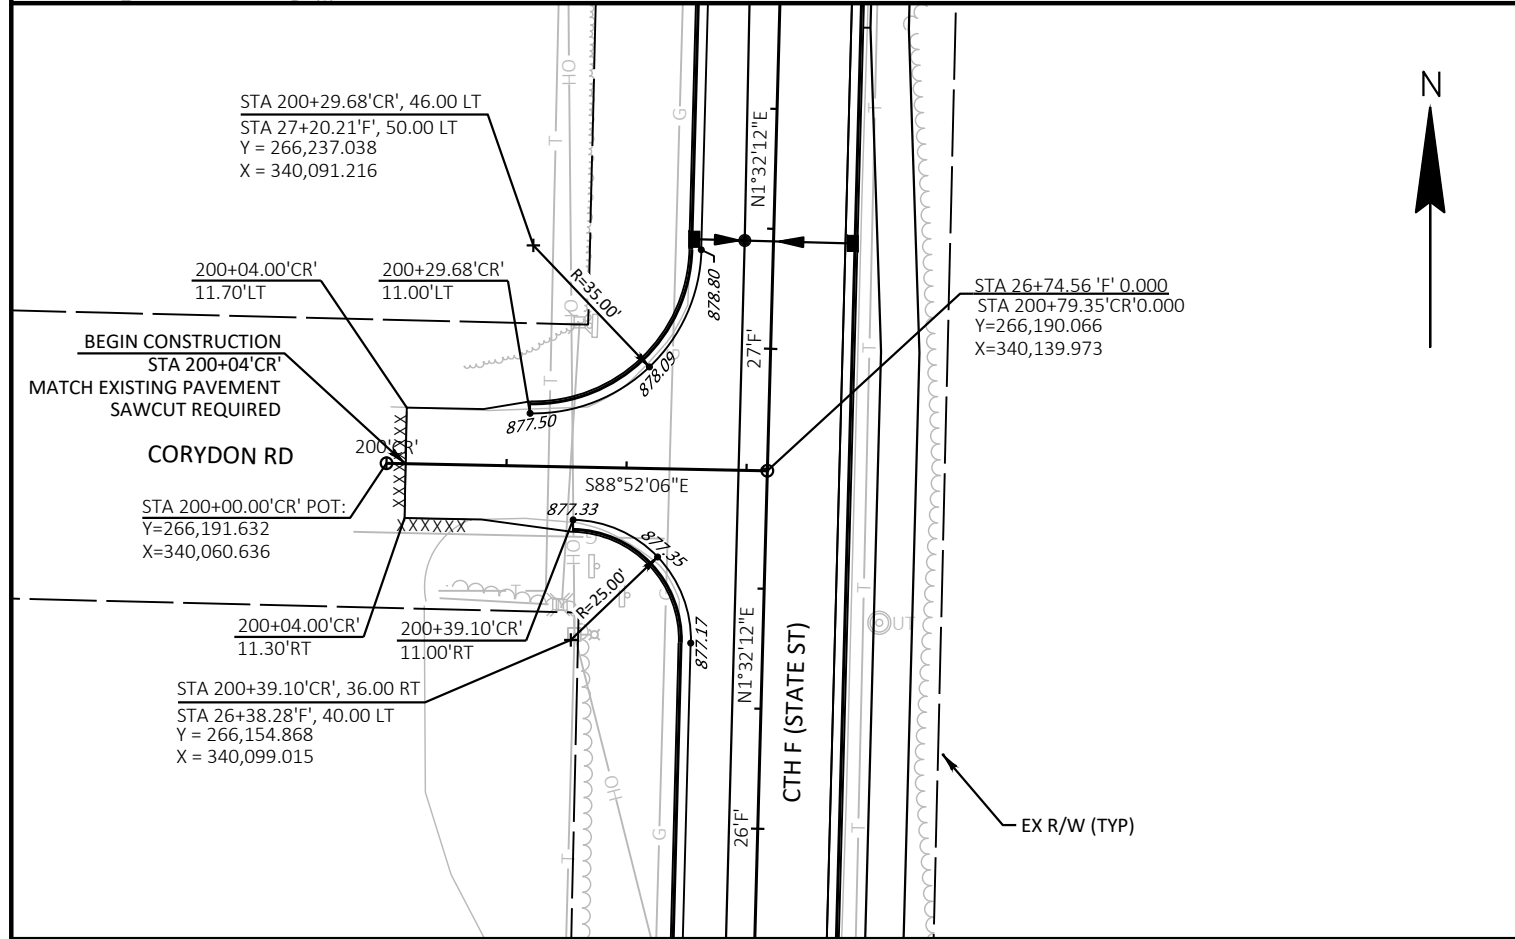 STA 200+29.68'CR', 46.00 LT
STA 27+20.21'F', 50.00 LT
Y = 266,237.038
X = 340,091.216
200+04.00'CR'
11.70'LT
200+29.68'CR'
11.00'LT
BEGIN CONSTRUCTION
STA 200+04'CR'
MATCH EXISTING PAVEMENT
SAWCUT REQUIRED
CORYDON RD
200'CR'
STA 200+00.00'CR' POT:
Y=266,191.632
X=340,060.636
200+04.00'CR'
11.30'RT
200+39.10'CR'
11.00'RT
STA 200+39.10'CR', 36.00 RT
STA 26+38.28'F', 40.00 LT
Y = 266,154.868
X = 340,099.015
R=35.00'
877.50
878.09
878.80
S88°52'06"E
877.33
877.35
877.17
R=25.00'
N1°32'12"E
27'F'
N1°32'12"E
26'F'
CTH F (STATE ST)
STA 26+74.56 'F' 0.000
STA 200+79.35'CR'0.000
Y=266,190.066
X=340,139.973
EX R/W (TYP)
N
OH
OH
OH
OH
G
G
G
G
T
T
T
T
T
T
T
T
T
UT
XXXXXXXX
XXXXXX